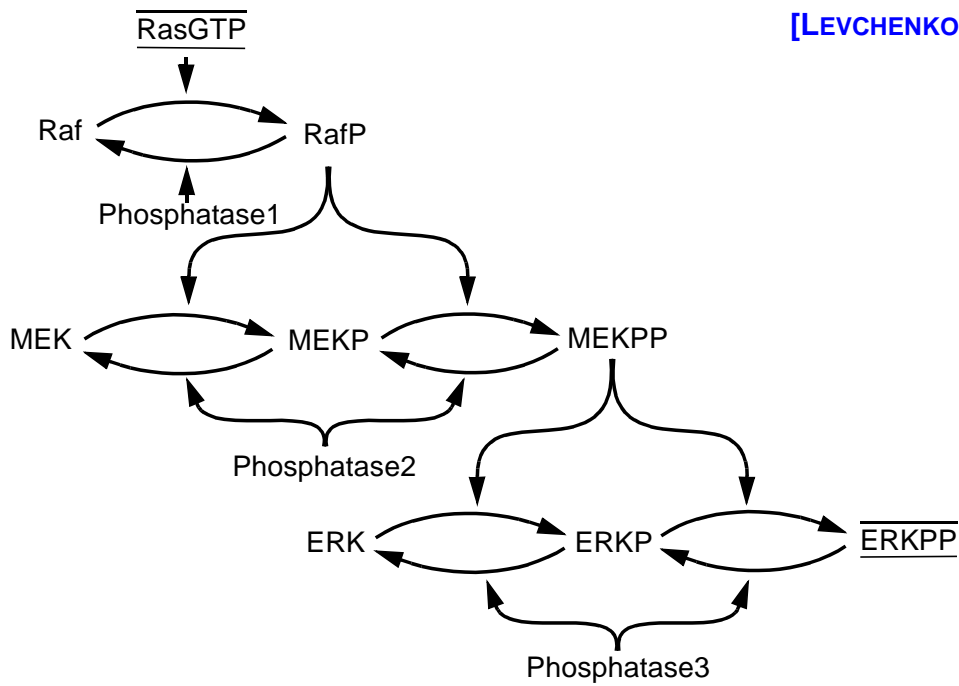 RasGTP
[LEVCHENKO
Raf
RafP
Phosphatase1
MEK
MEKP
MEKPP
Phosphatase2
ERK
ERKP
ERKPP
Phosphatase3